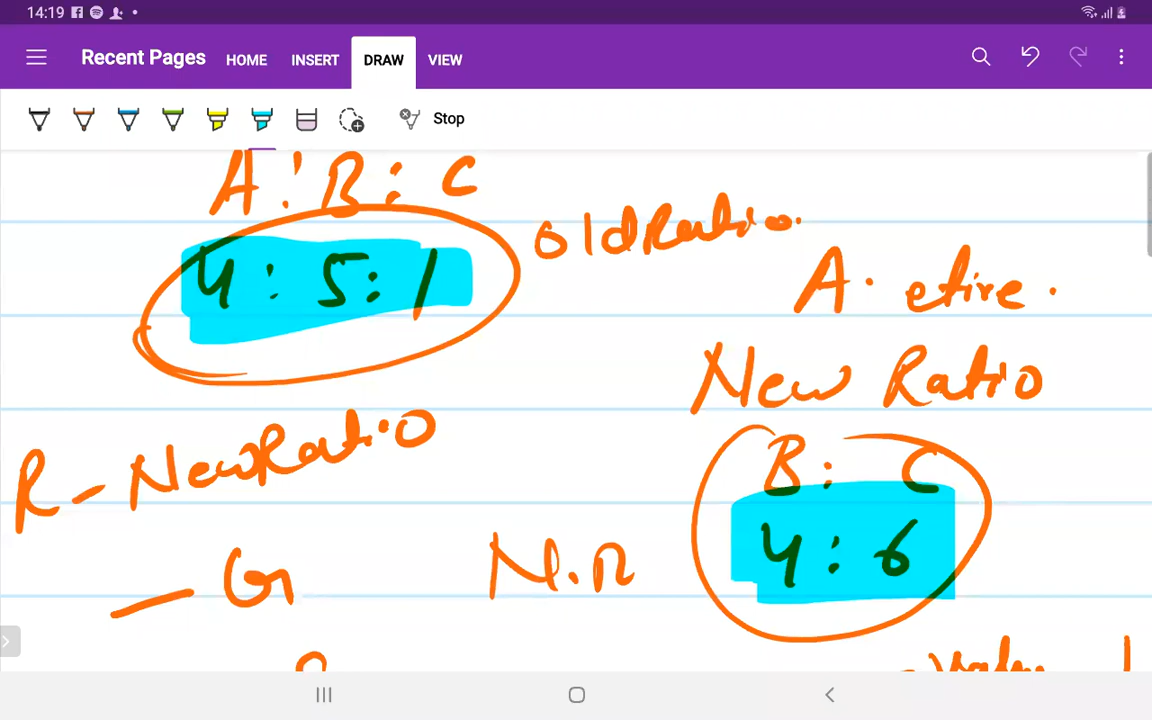 14:19
Recent Pages HOME INSERT DRAW VIEW
Stop
A : B : C
4 : 5 : 1
old Ratio.
A. etire.
New Ratio
R - New Ratio
B : C
4 : 6
N.R
- G